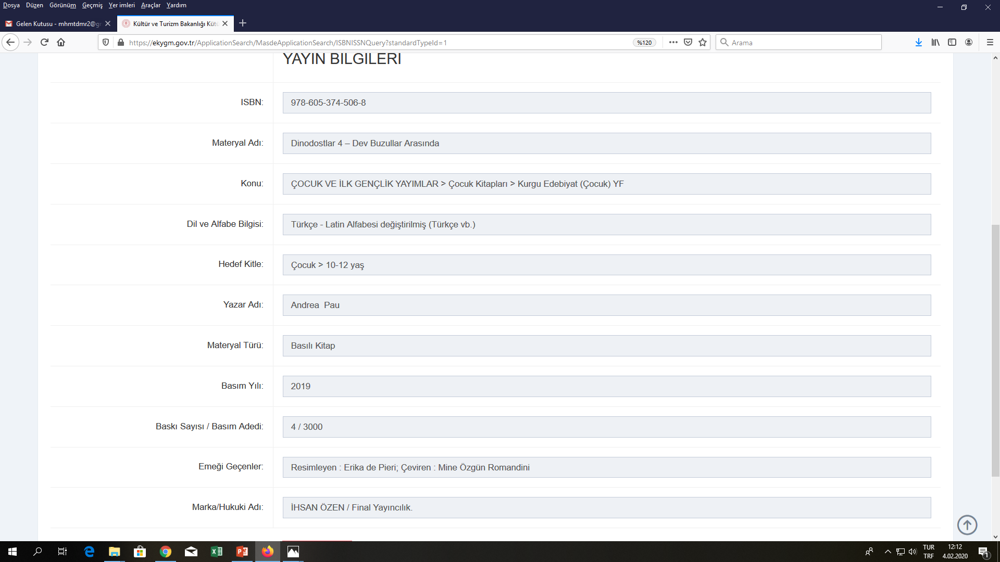 Dosya Düzen Görünüm Geçmiş Yer imleri Araçlar Yardım
Gelen Kutusu - mhmtdmr2@g
Kültür ve Turizm Bakanlığı Kütü
https://ekygm.gov.tr/ApplicationSearch/MasdeApplicationSearch/ISBNISSNQuery?standardTypeId=1
%120
Arama
YAYIN BİLGİLERİ
ISBN: 978-605-374-506-8
Materyal Adı: Dinodostlar 4 – Dev Buzullar Arasında
Konu: ÇOCUK VE İLK GENÇLİK YAYIMLAR > Çocuk Kitapları > Kurgu Edebiyat (Çocuk) YF
Dil ve Alfabe Bilgisi: Türkçe - Latin Alfabesi değiştirilmiş (Türkçe vb.)
Hedef Kitle: Çocuk > 10-12 yaş
Yazar Adı: Andrea  Pau
Materyal Türü: Basılı Kitap
Basım Yılı: 2019
Baskı Sayısı / Basım Adedi: 4 / 3000
Emeği Geçenler: Resimleyen : Erika de Pieri; Çeviren : Mine Özgün Romandini
Marka/Hukuki Adı: İHSAN ÖZEN / Final Yayıncılık.
TUR 12:12
TRF 4.02.2020
1